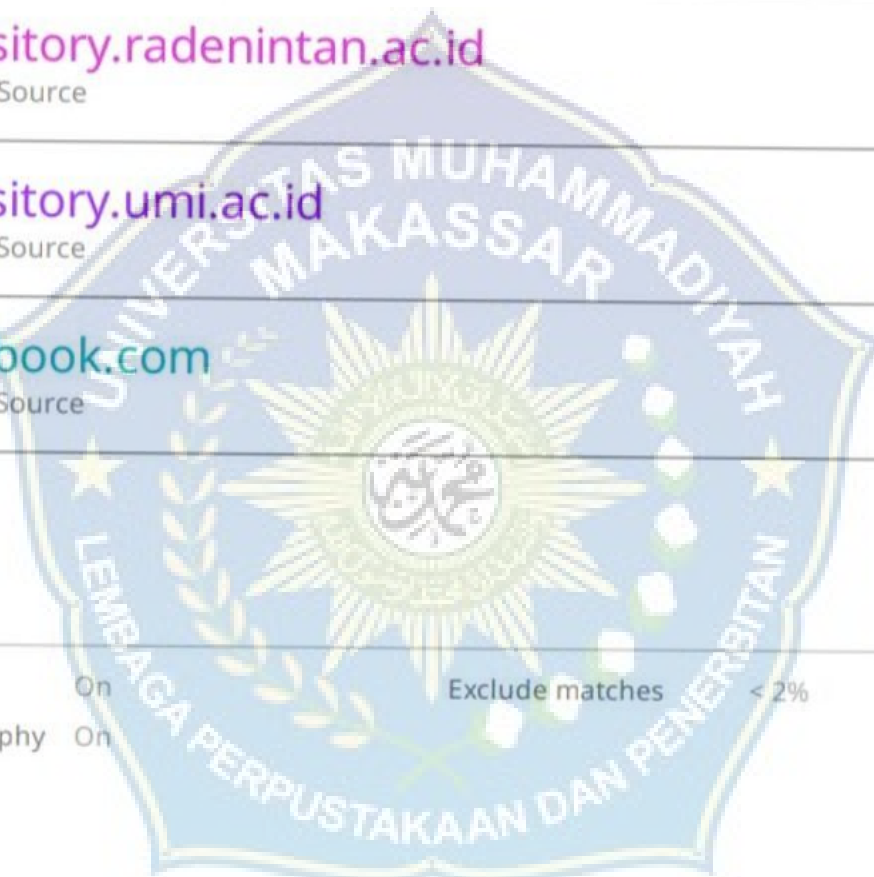 sitory.radenintan.ac.id
Source
sitory.umi.ac.id
Source
book.com
Source
On
Exclude matches < 2%
phy On
UNIVERSITAS MUHAMMADIYAH
MAKASSAR
محمد
LEMBAGA PERPUSTAKAAN DAN PENERBITAN